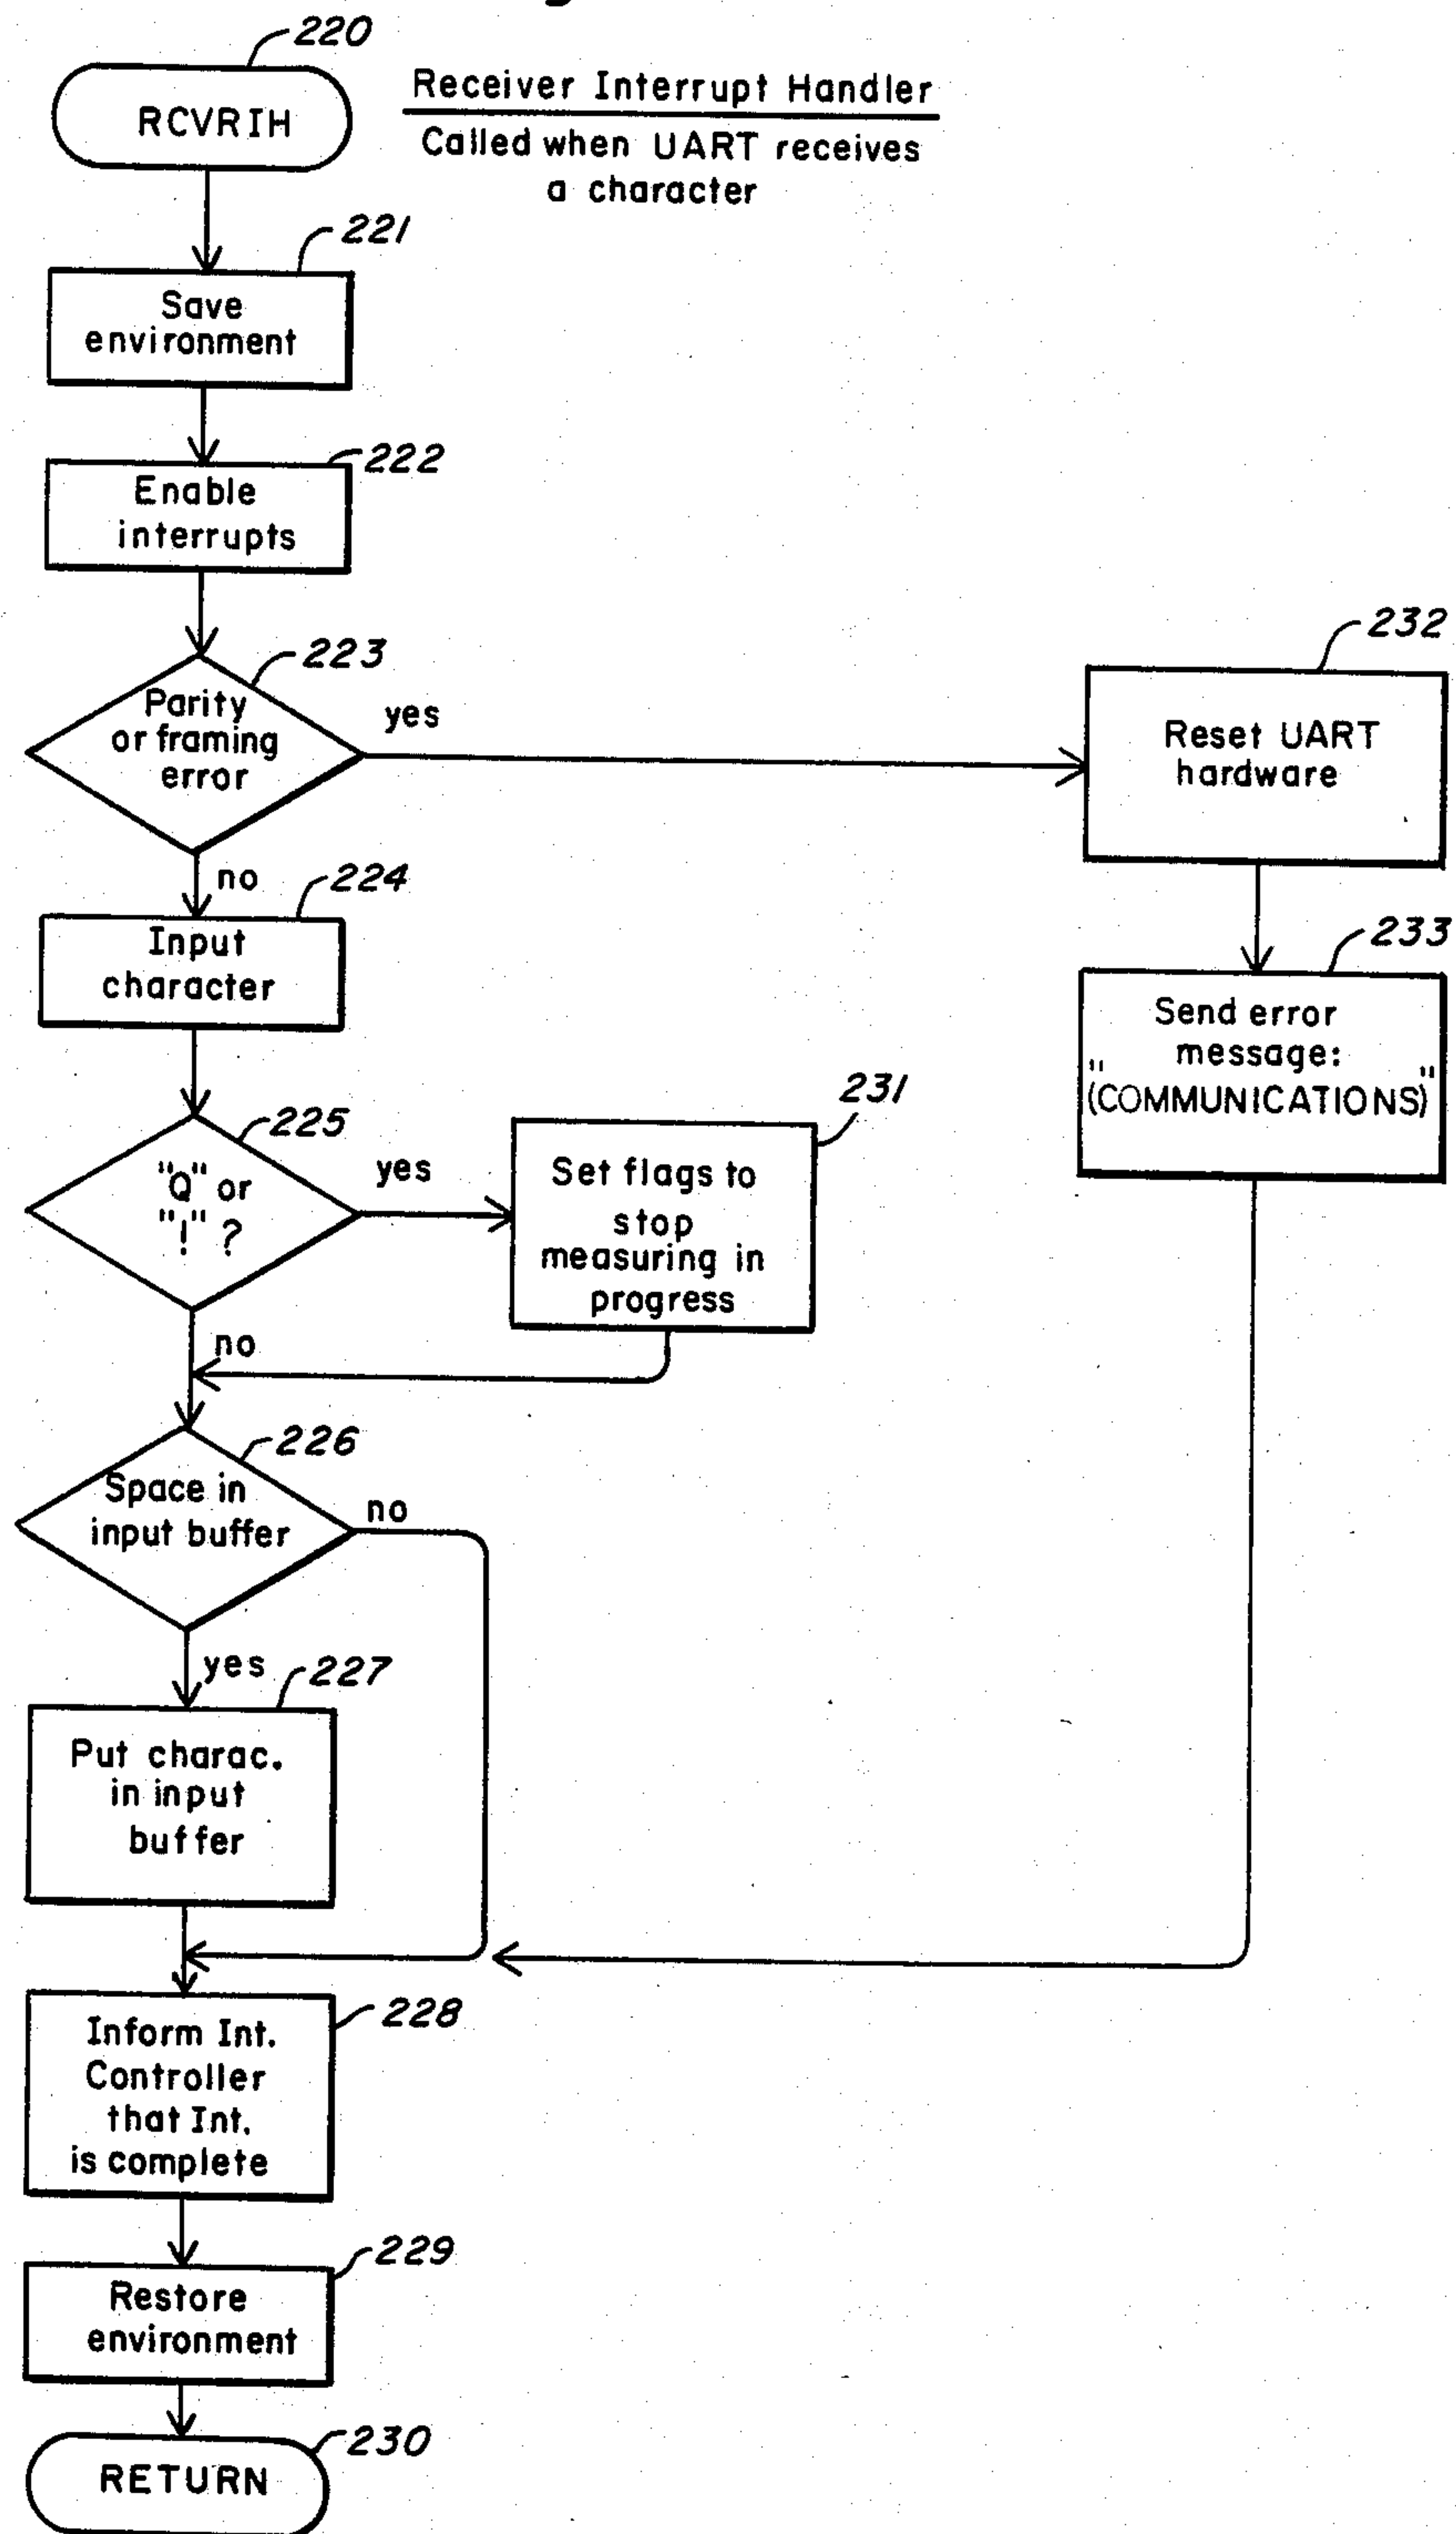 220
RCVRIH
Receiver Interrupt Handler
Called when UART receives
a character
221
Save
environment
222
Enable
interrupts
223
Parity
or framing
error
yes
no
232
Reset UART
hardware
224
Input
character
233
Send error
message:
"(COMMUNICATIONS)"
225
"Q" or
"!" ?
yes
no
231
Set flags to
stop
measuring in
progress
226
Space in
input buffer
no
yes
227
Put charac.
in input
buffer
228
Inform Int.
Controller
that Int.
is complete
229
Restore
environment
230
RETURN